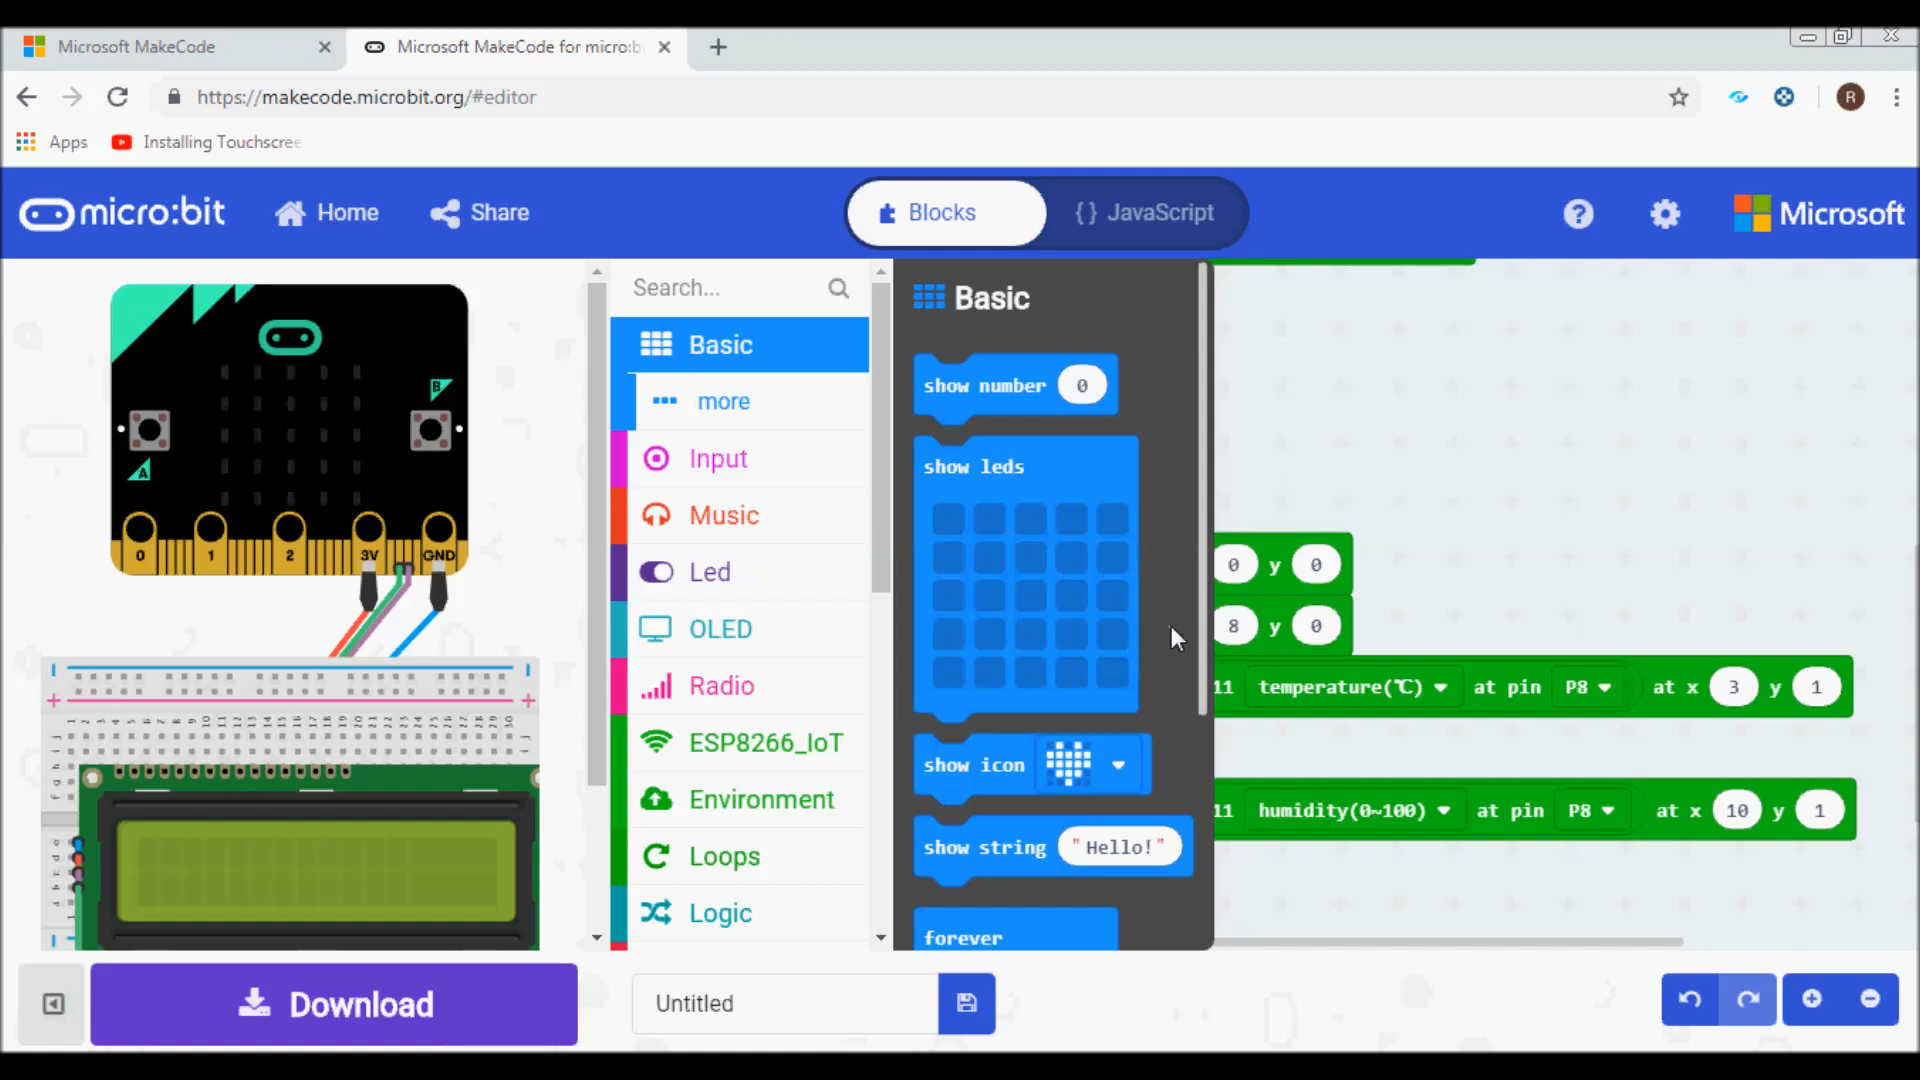 Microsoft MakeCode
Microsoft MakeCode for micro:b
https://makecode.microbit.org/#editor
R
Apps
Installing Touchscree
micro:bit
Home
Share
Blocks
{} JavaScript
?
Microsoft
B
A
0 1 2 3V GND
Search...
Basic
more
Input
Music
Led
OLED
Radio
ESP8266_IoT
Environment
Loops
Logic
Basic
show number 0
show leds
show icon
show string "Hello!"
forever
0 y 0
8 y 0
11 temperature(℃) at pin P8 at x 3 y 1
11 humidity(0~100) at pin P8 at x 10 y 1
Download
Untitled